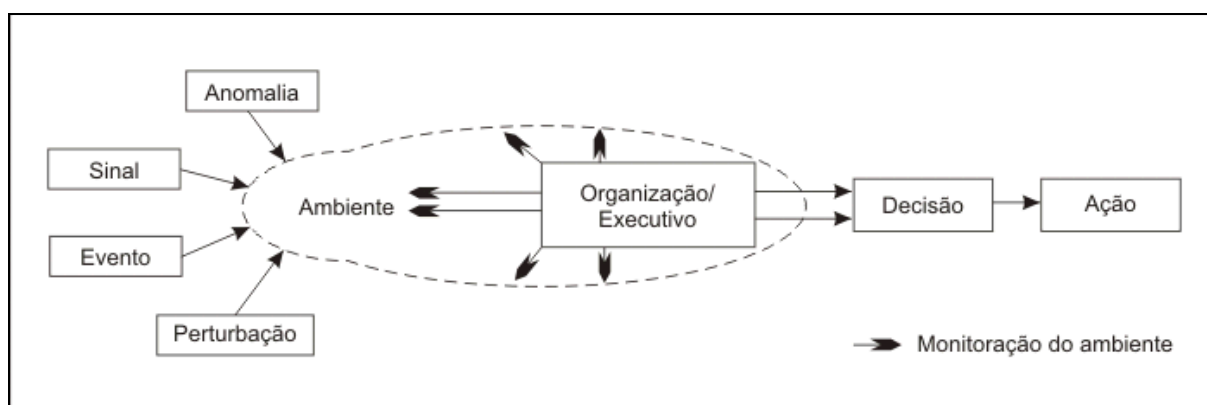 Anomalia
Sinal
Ambiente
Organização/
Executivo
Decisão
Ação
Evento
Perturbação
Monitoração do ambiente